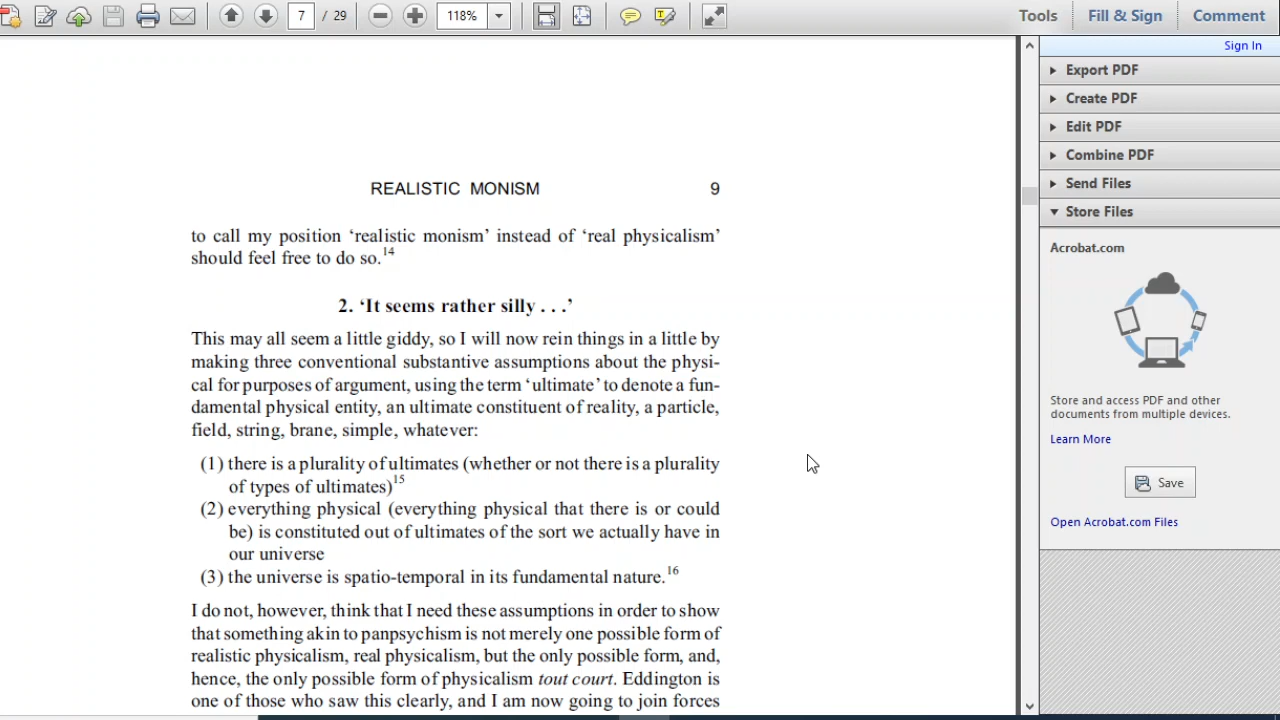 7 / 29
118%
Tools
Fill & Sign
Comment
Sign In
Export PDF
Create PDF
Edit PDF
Combine PDF
Send Files
Store Files
Acrobat.com
Store and access PDF and other
documents from multiple devices.
Learn More
Save
Open Acrobat.com Files
REALISTIC MONISM 9
to call my position ‘realistic monism’ instead of ‘real physicalism’
should feel free to do so.14
2. ‘It seems rather silly . . .’
This may all seem a little giddy, so I will now rein things in a little by
making three conventional substantive assumptions about the physi-
cal for purposes of argument, using the term ‘ultimate’ to denote a fun-
damental physical entity, an ultimate constituent of reality, a particle,
field, string, brane, simple, whatever:
(1) there is a plurality of ultimates (whether or not there is a plurality
of types of ultimates)15
(2) everything physical (everything physical that there is or could
be) is constituted out of ultimates of the sort we actually have in
our universe
(3) the universe is spatio-temporal in its fundamental nature.16
I do not, however, think that I need these assumptions in order to show
that something akin to panpsychism is not merely one possible form of
realistic physicalism, real physicalism, but the only possible form, and,
hence, the only possible form of physicalism tout court. Eddington is
one of those who saw this clearly, and I am now going to join forces